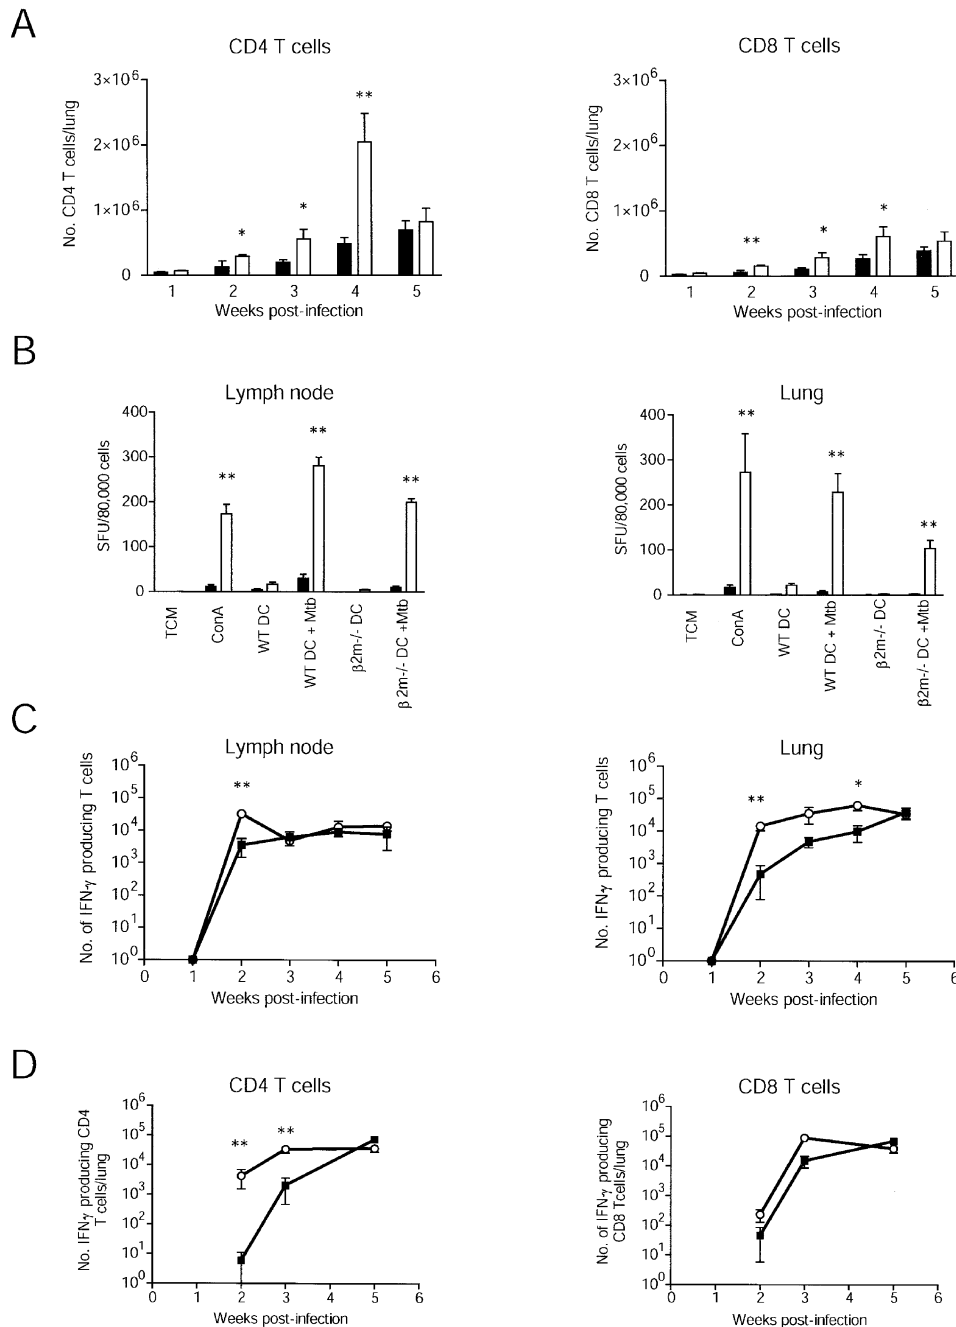 A
CD4 T cells
No. CD4 T cells/lung
3×10⁶
2×10⁶
1×10⁶
0
**
*
*
1 2 3 4 5
Weeks post-infection
CD8 T cells
No. CD8 T cells/lung
3×10⁶
2×10⁶
1×10⁶
0
**
*
*
1 2 3 4 5
Weeks post-infection
B
Lymph node
SFU/80,000 cells
400
300
200
100
0
**
**
**
TCM
ConA
WT DC
WT DC + Mtb
β2m-/- DC
β2m-/- DC +Mtb
Lung
SFU/80,000 cells
400
300
200
100
0
**
**
**
TCM
ConA
WT DC
WT DC + Mtb
β2m-/- DC
β2m-/- DC +Mtb
C
Lymph node
No. of IFN-γ producing T cells
10⁶
10⁵
10⁴
10³
10²
10¹
10⁰
**
0 1 2 3 4 5 6
Weeks post-infection
Lung
No. IFN-γ producing T cells
10⁶
10⁵
10⁴
10³
10²
10¹
10⁰
**
*
0 1 2 3 4 5 6
Weeks post-infection
D
CD4 T cells
No. IFN-γ producing CD4
T cells/lung
10⁶
10⁵
10⁴
10³
10²
10¹
10⁰
**
**
0 1 2 3 4 5 6
Weeks post-infection
CD8 T cells
No. of IFN-γ producing
CD8 Tcells/lung
10⁶
10⁵
10⁴
10³
10²
10¹
10⁰
0 1 2 3 4 5 6
Weeks post-infection